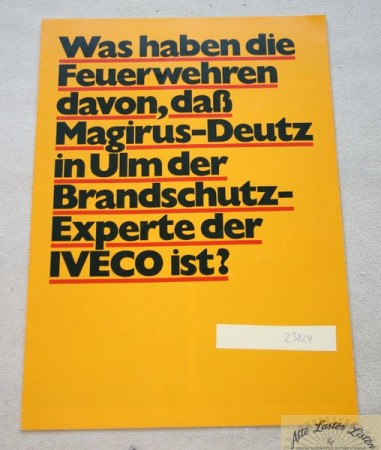 Was haben die
Feuerwehren
davon, daß
Magirus-Deutz
in Ulm der
Brandschutz-
Experte der
IVECO ist?
23824
Alte Laster Listen